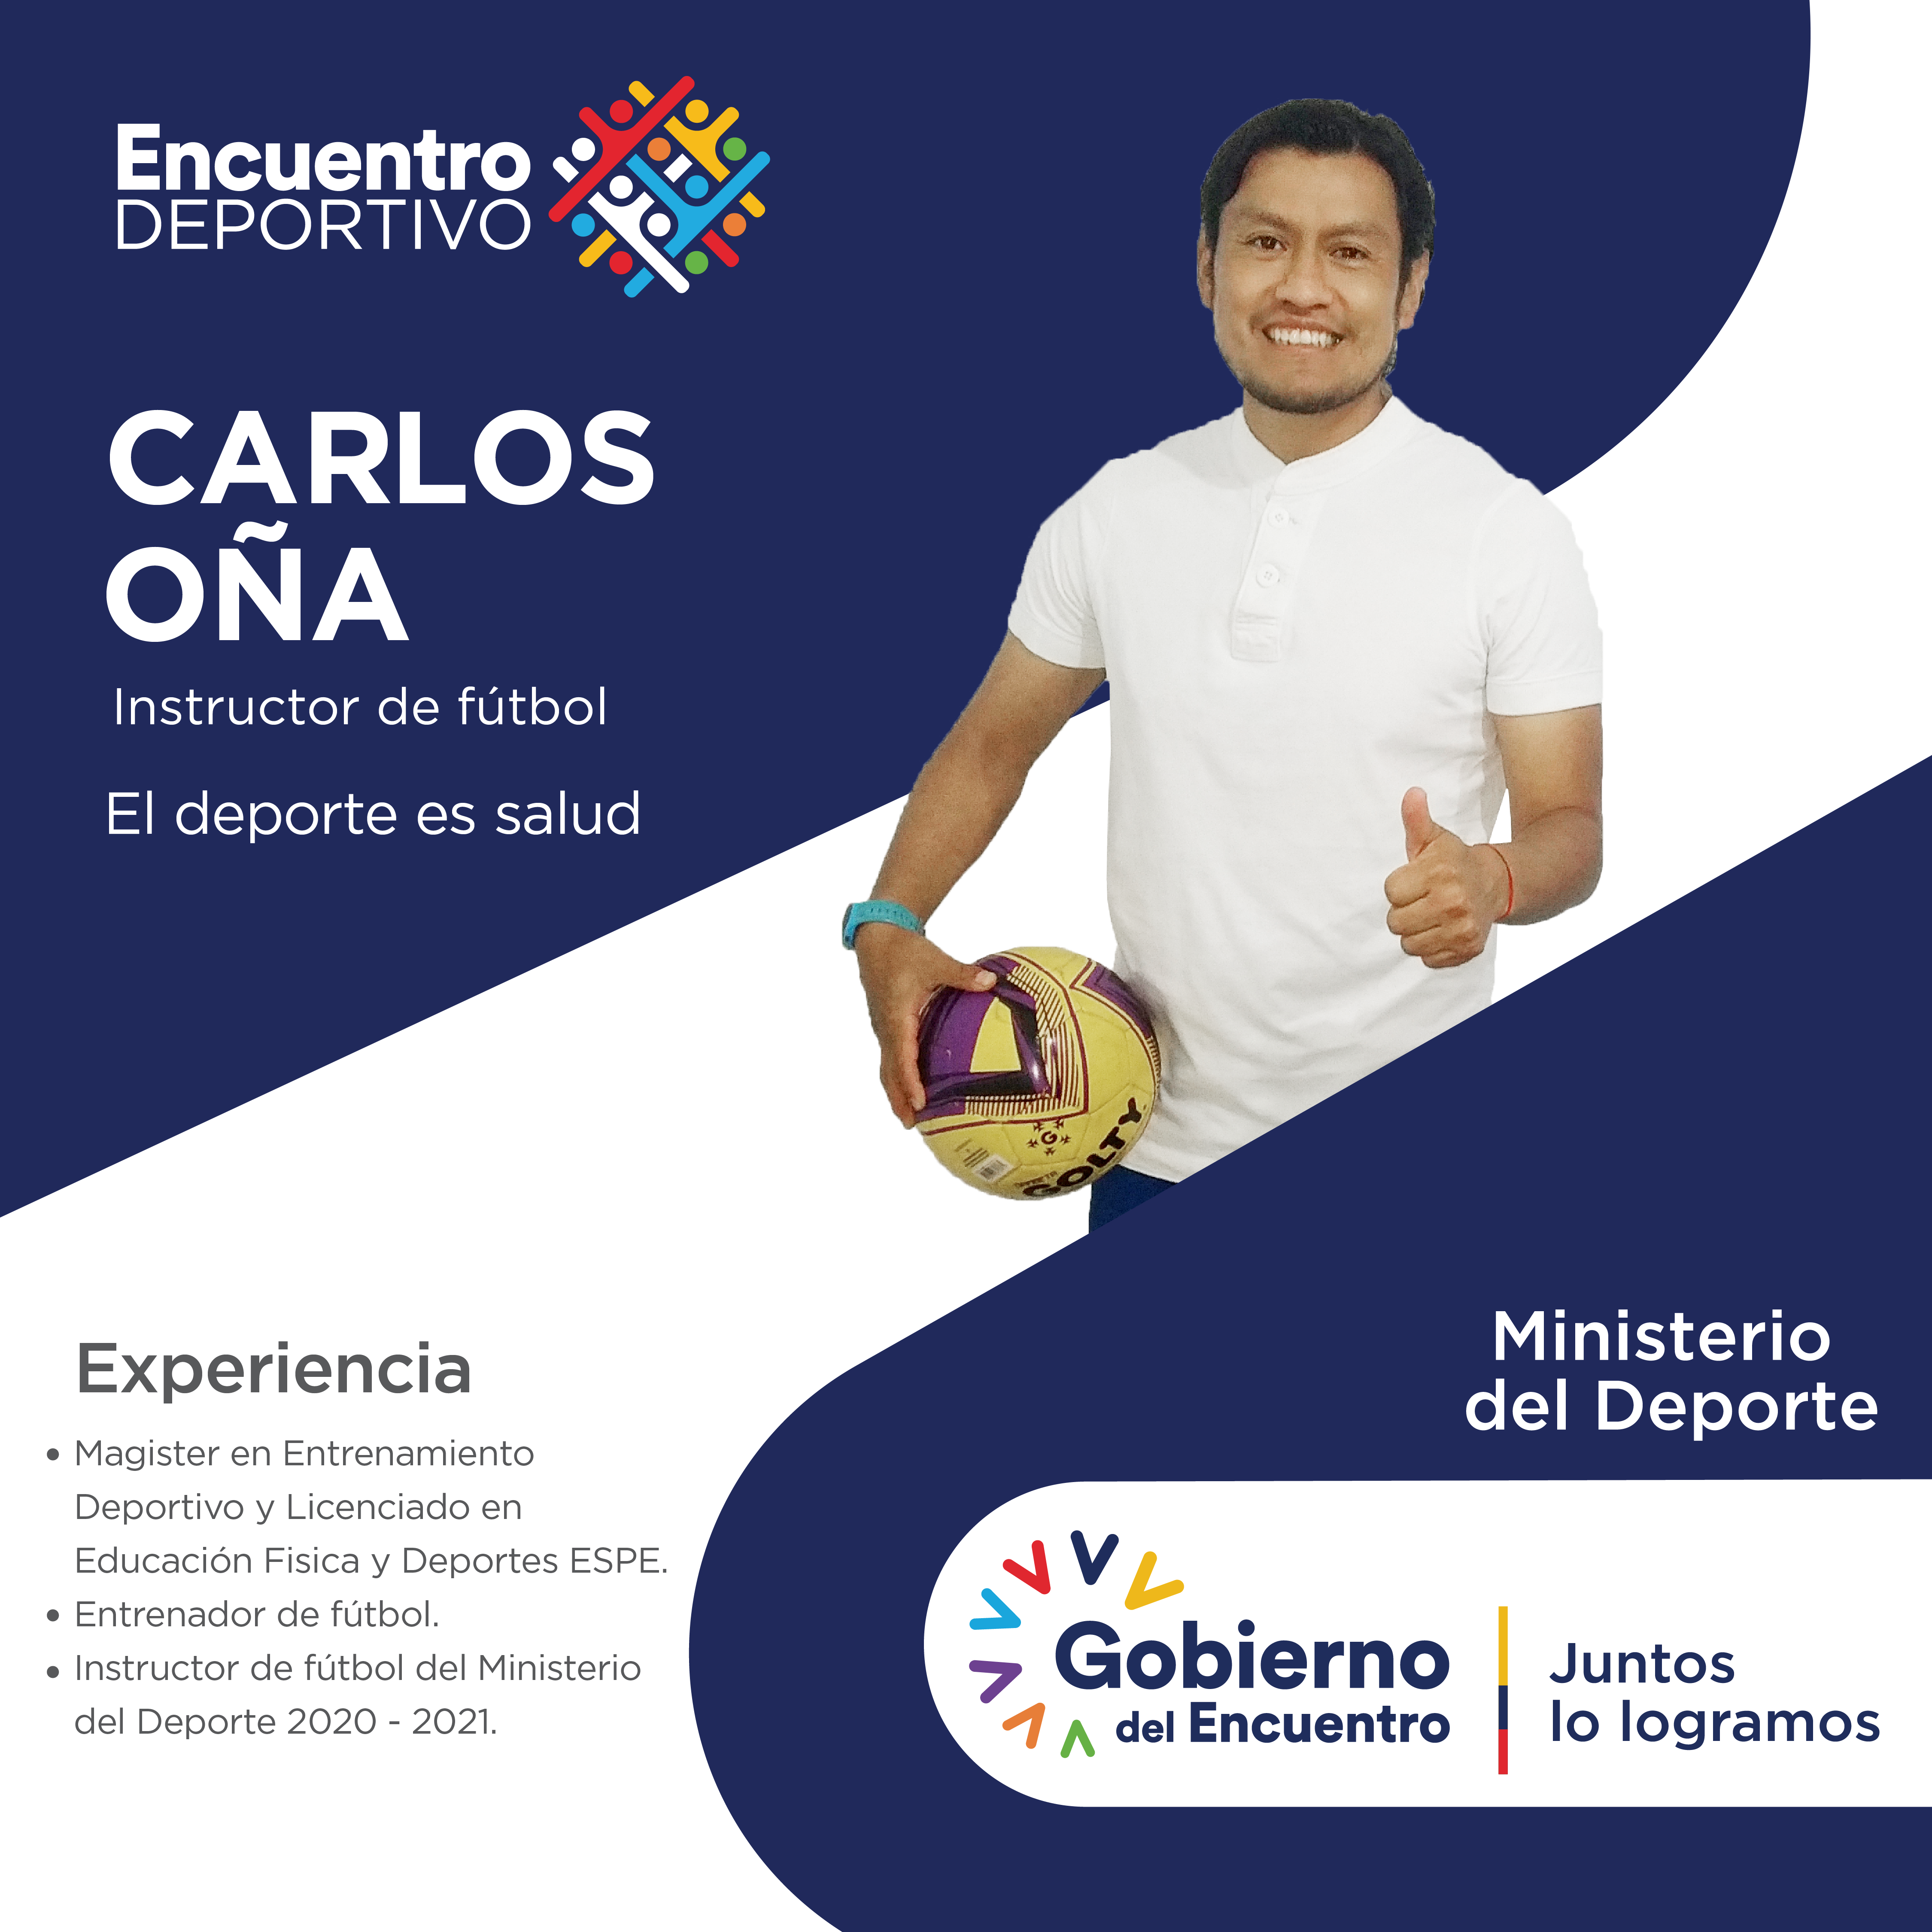 Encuentro
DEPORTIVO
CARLOS
OÑA
Instructor de fútbol
El deporte es salud
G
GOLTY
Experiencia
• Magister en Entrenamiento
Deportivo y Licenciado en
Educación Fisica y Deportes ESPE.
• Entrenador de fútbol.
• Instructor de fútbol del Ministerio
del Deporte 2020 - 2021.
Ministerio
del Deporte
Gobierno
del Encuentro
Juntos
lo logramos